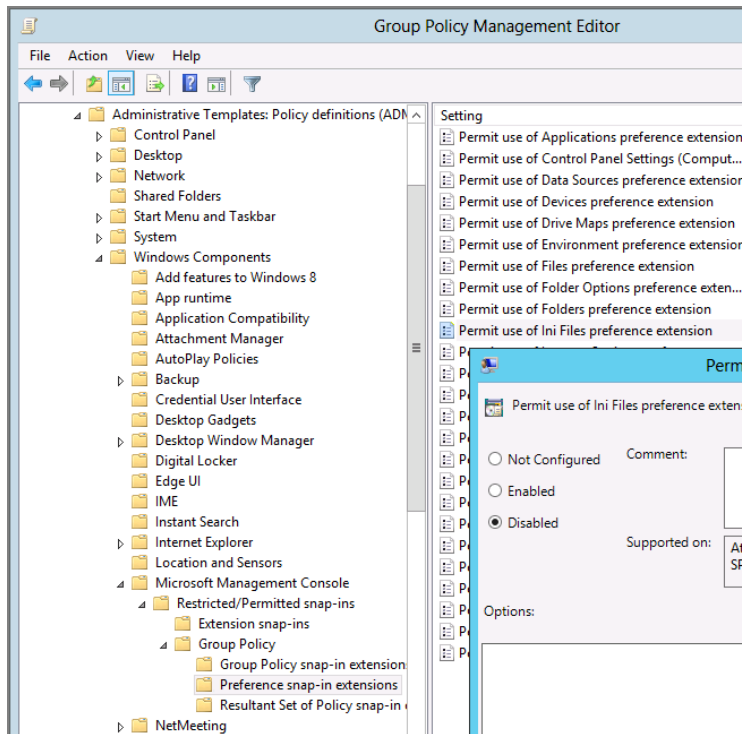 Group Policy Management Editor
File Action View Help
Administrative Templates: Policy definitions (ADM
Control Panel
Desktop
Network
Shared Folders
Start Menu and Taskbar
System
Windows Components
Add features to Windows 8
App runtime
Application Compatibility
Attachment Manager
AutoPlay Policies
Backup
Credential User Interface
Desktop Gadgets
Desktop Window Manager
Digital Locker
Edge UI
IME
Instant Search
Internet Explorer
Location and Sensors
Microsoft Management Console
Restricted/Permitted snap-ins
Extension snap-ins
Group Policy
Group Policy snap-in extension
Preference snap-in extensions
Resultant Set of Policy snap-in
NetMeeting
Setting
Permit use of Applications preference extension
Permit use of Control Panel Settings (Comput...
Permit use of Data Sources preference extension
Permit use of Devices preference extension
Permit use of Drive Maps preference extension
Permit use of Environment preference extension
Permit use of Files preference extension
Permit use of Folder Options preference exten...
Permit use of Folders preference extension
Permit use of Ini Files preference extension
Perm
Permit use of Ini Files preference extens
Not Configured
Enabled
Disabled
Comment:
Supported on:
At
SP
Options: